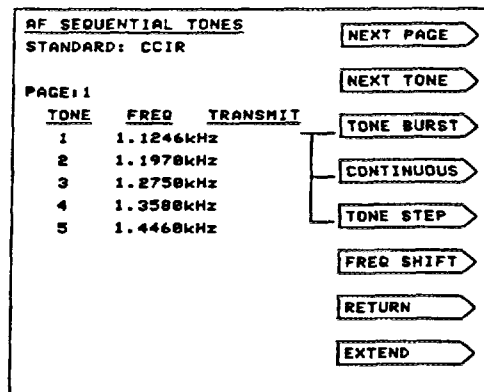 AF SEQUENTIAL TONES
STANDARD: CCIR
PAGE:1
TONE FREQ TRANSMIT
1 1.1246kHz
2 1.1970kHz
3 1.2750kHz
4 1.3580kHz
5 1.4460kHz
NEXT PAGE
NEXT TONE
TONE BURST
CONTINUOUS
TONE STEP
FREQ SHIFT
RETURN
EXTEND